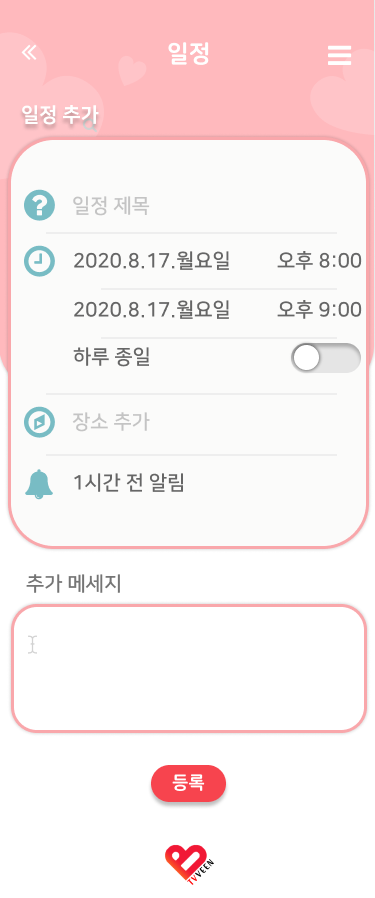 일정
일정 추가
일정 제목
2020.8.17.월요일 오후 8:00
2020.8.17.월요일 오후 9:00
하루 종일
장소 추가
1시간 전 알림
추가 메세지
등록
TVVEEN